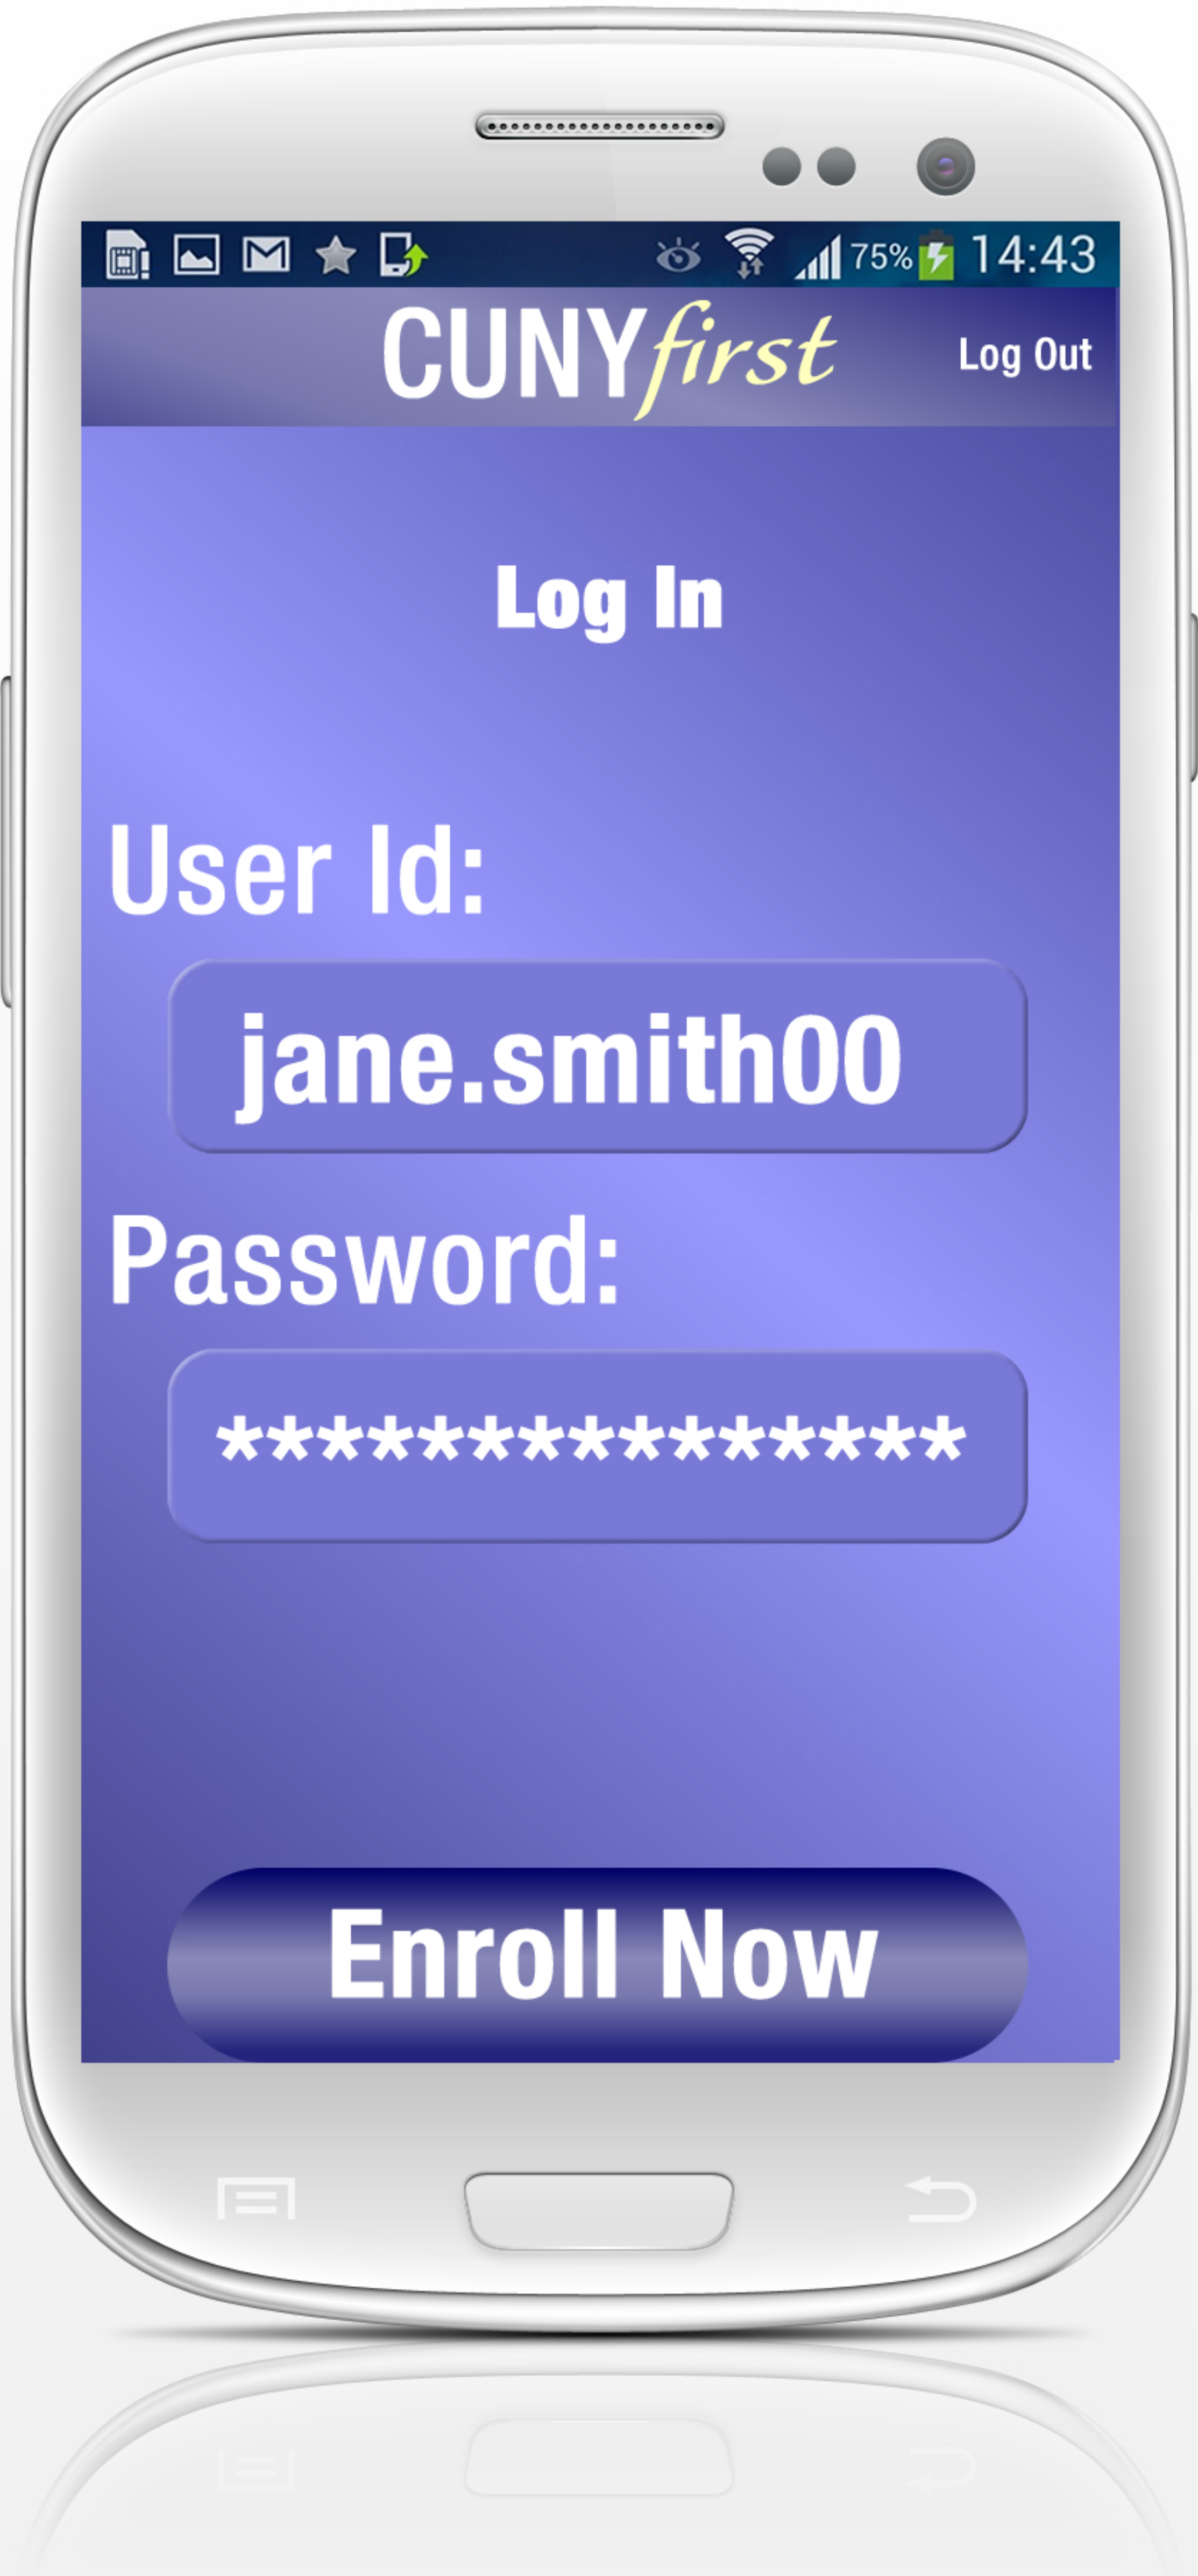 75% 14:43
CUNYfirst Log Out
Log In
User Id:
jane.smith00
Password:
***************
Enroll Now